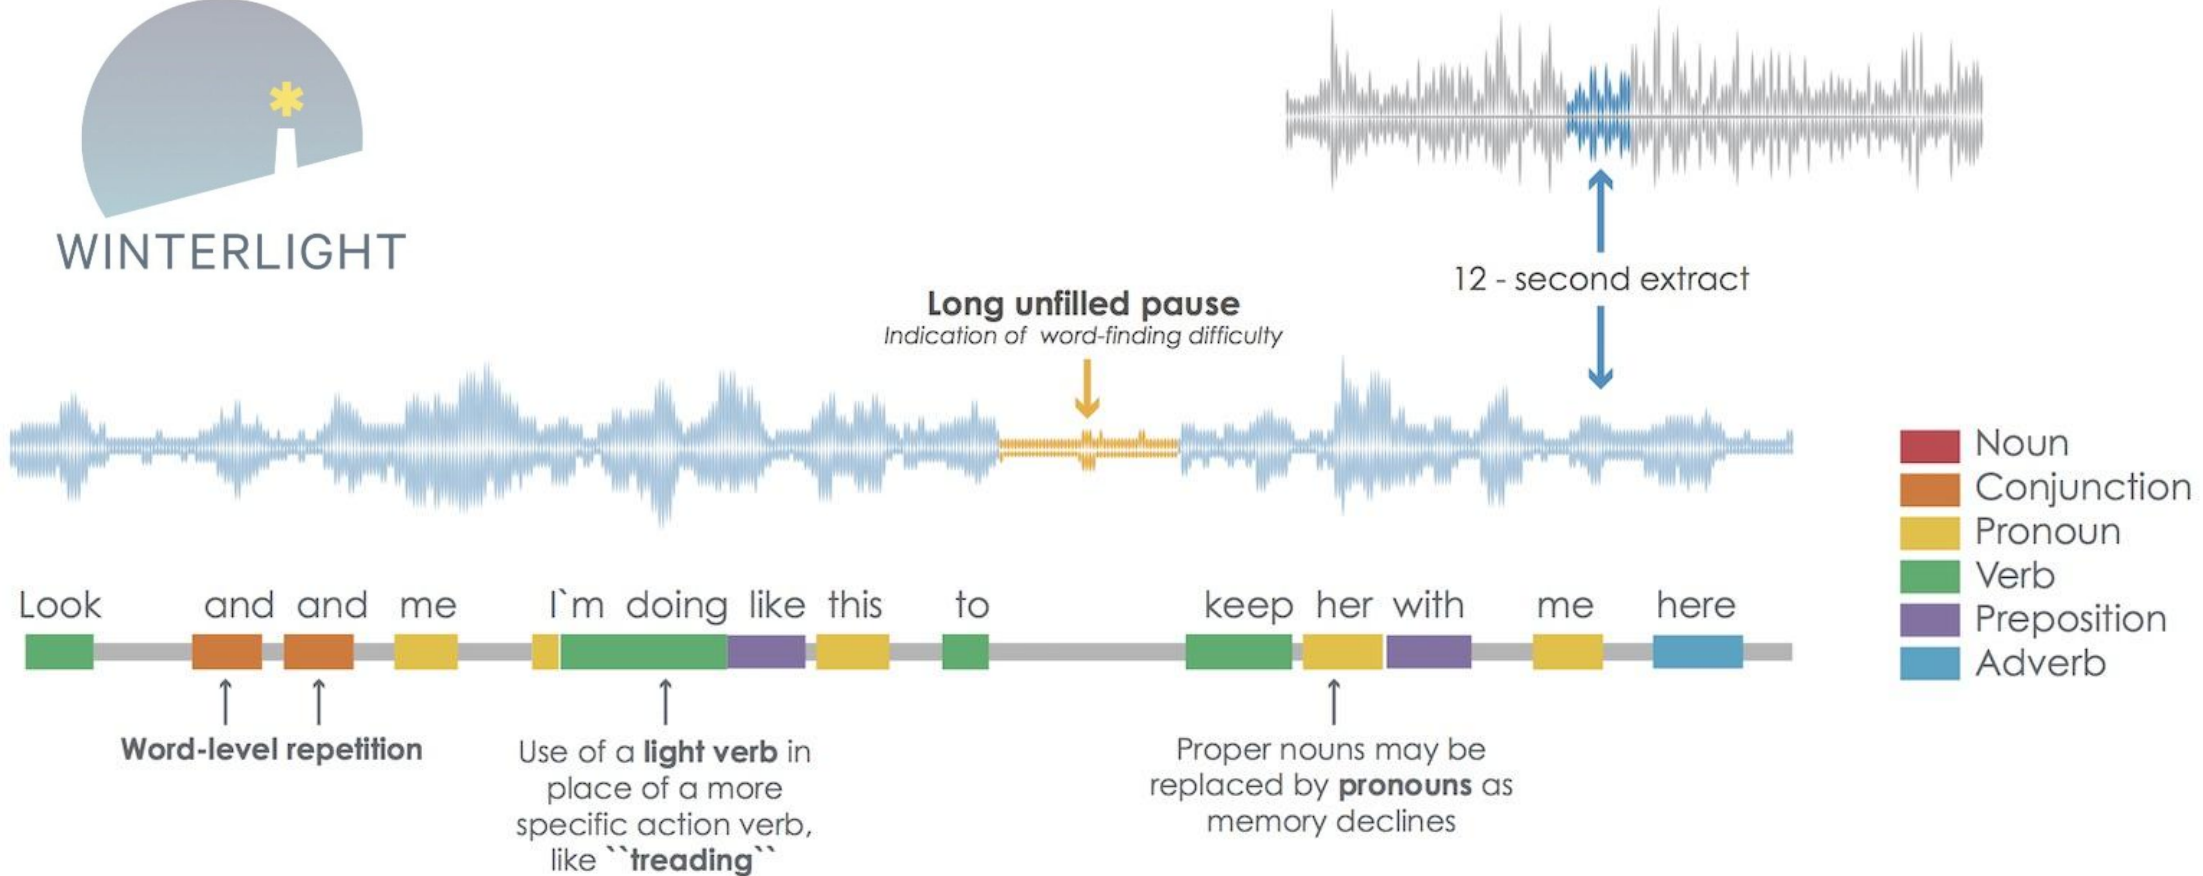 WINTERLIGHT
12 - second extract
Long unfilled pause
Indication of word-finding difficulty
Look and and me I`m doing like this to keep her with me here
Word-level repetition
Use of a light verb in
place of a more
specific action verb,
like ``treading``
Proper nouns may be
replaced by pronouns as
memory declines
Noun
Conjunction
Pronoun
Verb
Preposition
Adverb